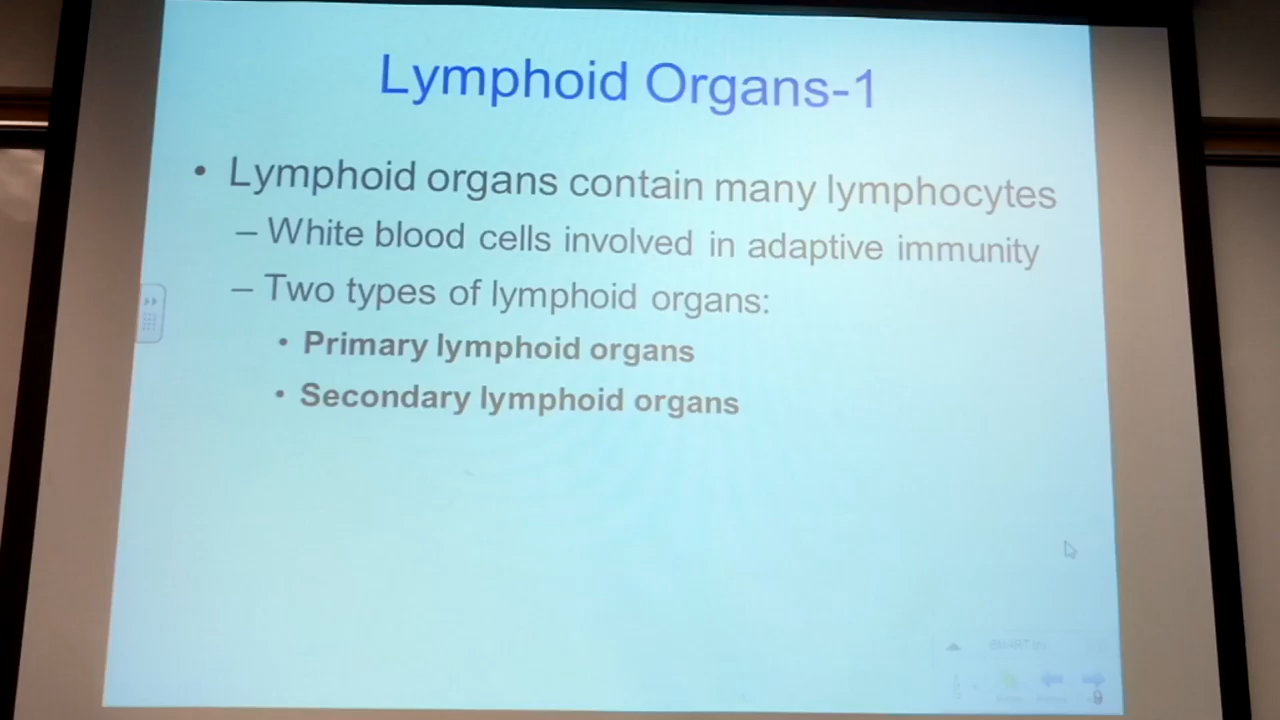 Lymphoid Organs-1
• Lymphoid organs contain many lymphocytes
– White blood cells involved in adaptive immunity
– Two types of lymphoid organs:
• Primary lymphoid organs
• Secondary lymphoid organs
9